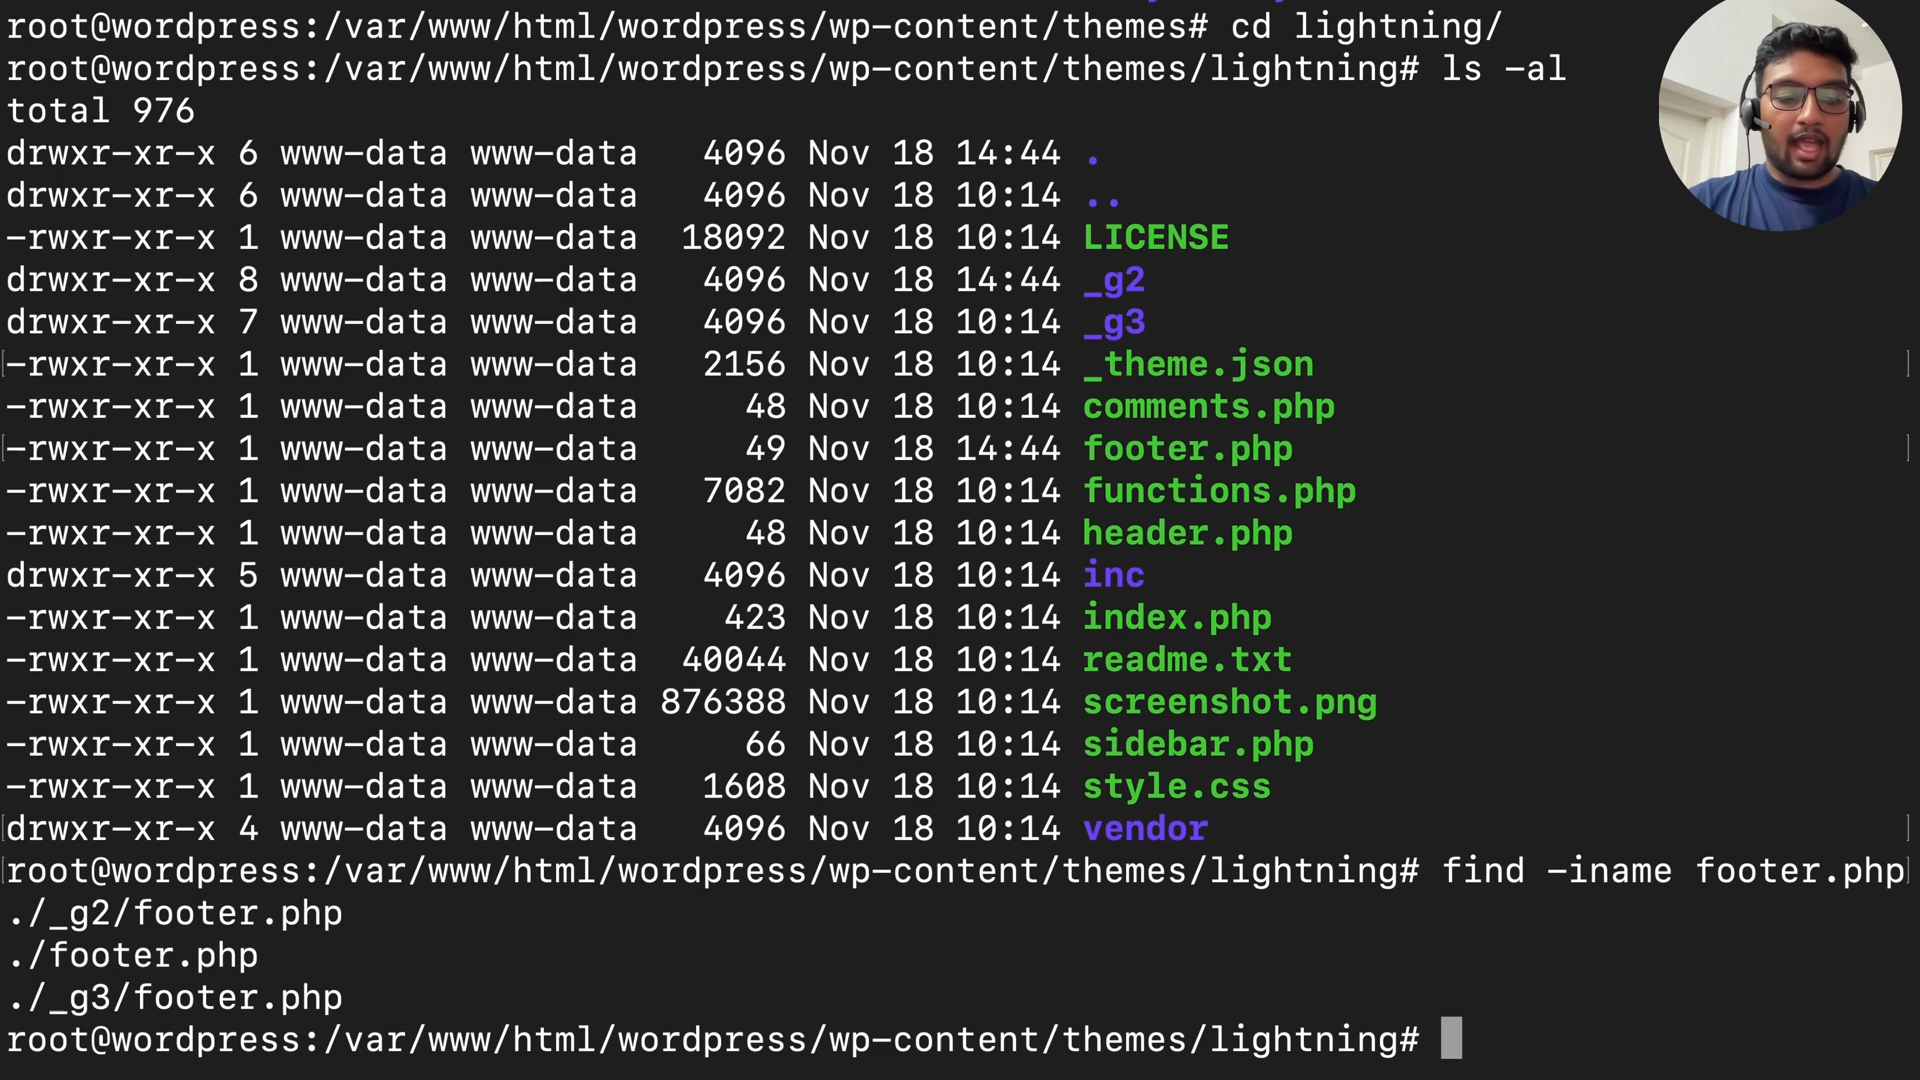 root@wordpress:/var/www/html/wordpress/wp-content/themes# cd lightning/
root@wordpress:/var/www/html/wordpress/wp-content/themes/lightning# ls -al
total 976
drwxr-xr-x 6 www-data www-data   4096 Nov 18 14:44 .
drwxr-xr-x 6 www-data www-data   4096 Nov 18 10:14 ..
-rwxr-xr-x 1 www-data www-data  18092 Nov 18 10:14 LICENSE
drwxr-xr-x 8 www-data www-data   4096 Nov 18 14:44 _g2
drwxr-xr-x 7 www-data www-data   4096 Nov 18 10:14 _g3
-rwxr-xr-x 1 www-data www-data   2156 Nov 18 10:14 _theme.json
-rwxr-xr-x 1 www-data www-data     48 Nov 18 10:14 comments.php
-rwxr-xr-x 1 www-data www-data     49 Nov 18 14:44 footer.php
-rwxr-xr-x 1 www-data www-data   7082 Nov 18 10:14 functions.php
-rwxr-xr-x 1 www-data www-data     48 Nov 18 10:14 header.php
drwxr-xr-x 5 www-data www-data   4096 Nov 18 10:14 inc
-rwxr-xr-x 1 www-data www-data    423 Nov 18 10:14 index.php
-rwxr-xr-x 1 www-data www-data  40044 Nov 18 10:14 readme.txt
-rwxr-xr-x 1 www-data www-data 876388 Nov 18 10:14 screenshot.png
-rwxr-xr-x 1 www-data www-data     66 Nov 18 10:14 sidebar.php
-rwxr-xr-x 1 www-data www-data   1608 Nov 18 10:14 style.css
drwxr-xr-x 4 www-data www-data   4096 Nov 18 10:14 vendor
root@wordpress:/var/www/html/wordpress/wp-content/themes/lightning# find -iname footer.php
./_g2/footer.php
./footer.php
./_g3/footer.php
root@wordpress:/var/www/html/wordpress/wp-content/themes/lightning#